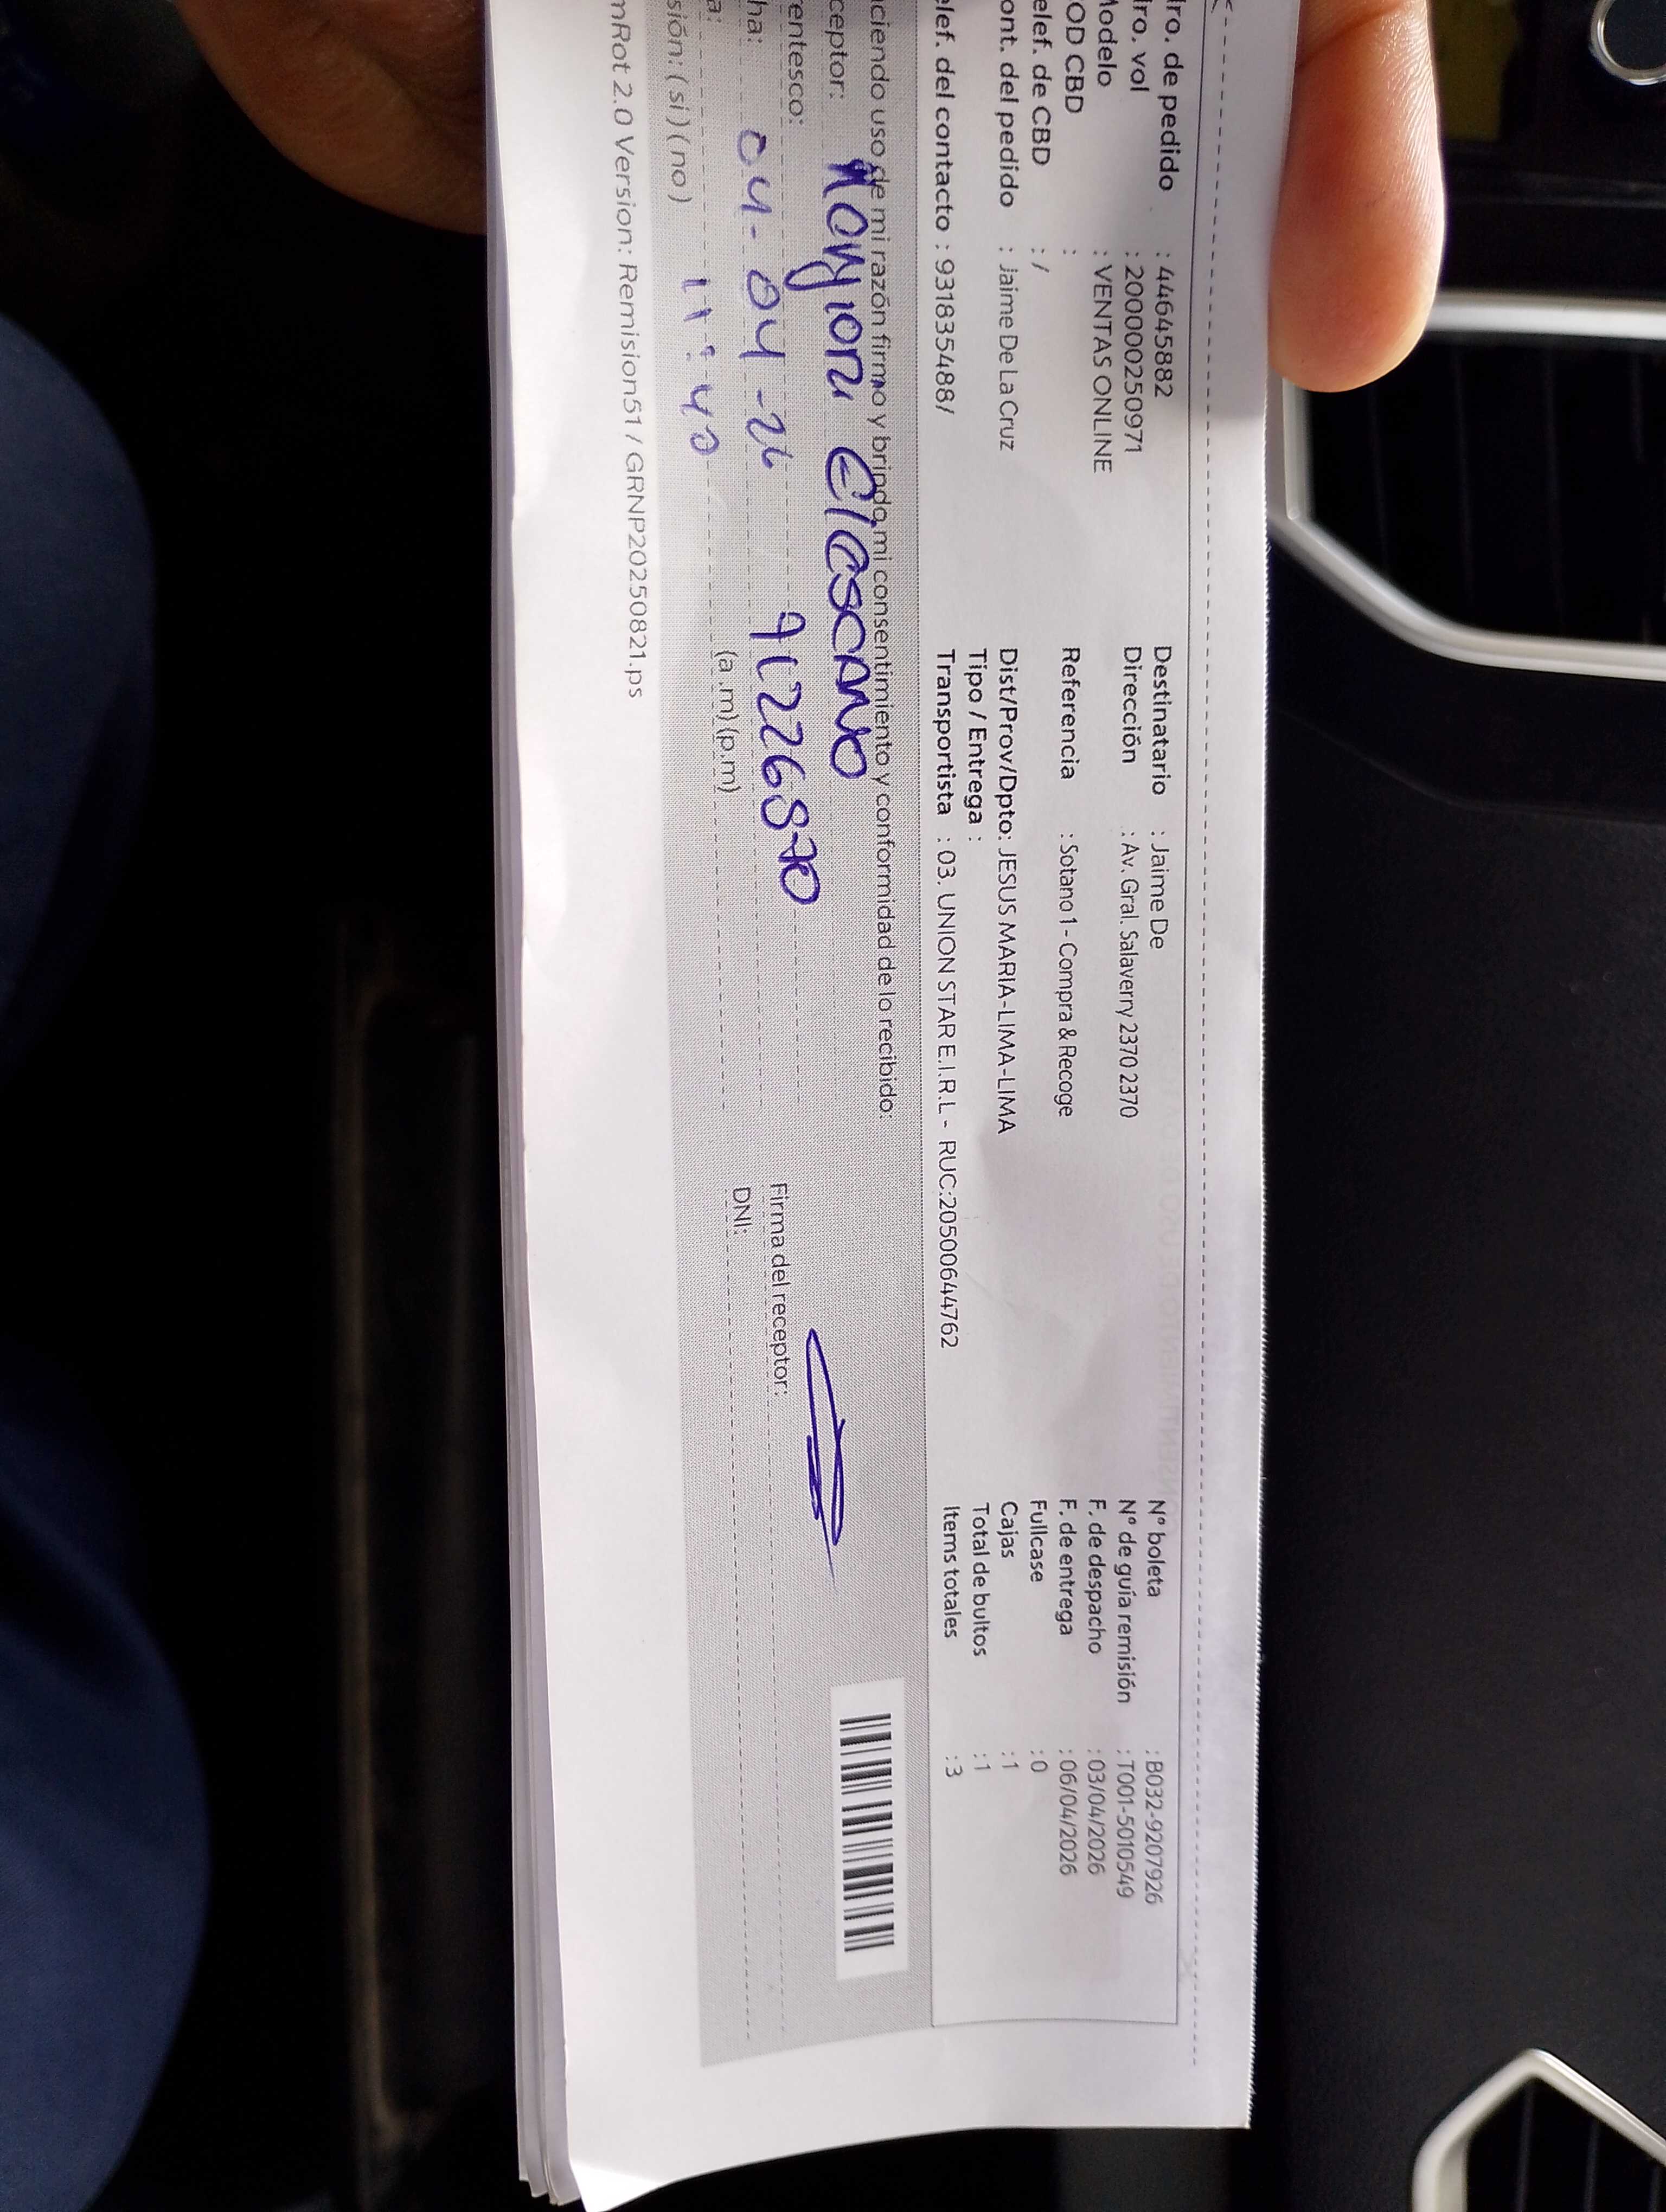 ro. de pedido : 44645882
ro. vol : 200000250971
Modelo : VENTAS ONLINE
OD CBD :
elef. de CBD : /
ont. del pedido : Jaime De La Cruz
elef. del contacto : 931835488/
Destinatario : Jaime De
Dirección : Av. Gral. Salaverry 2370 2370
Referencia : Sotano 1 - Compra & Recoge
Dist/Prov/Dpto: JESUS MARIA-LIMA-LIMA
Tipo / Entrega :
Transportista : 03. UNION STAR E.I.R.L - RUC:20500644762
N° boleta : B032-9207926
N° de guía remisión : T001-5010549
F. de despacho : 03/04/2026
F. de entrega : 06/04/2026
Fullcase : 0
Cajas : 1
Total de bultos : 1
Items totales : 3
ciendo uso de mi razón firmo y brindo mi consentimiento y conformidad de lo recibido:
ceptor:
rentesco:
ha: 04-04-26
a: 11:40 (a.m) (p.m)
sión: (si) (no)
Firma del receptor:
DNI:
mRot 2.0 Version: Remision51 / GRNP20250821.ps